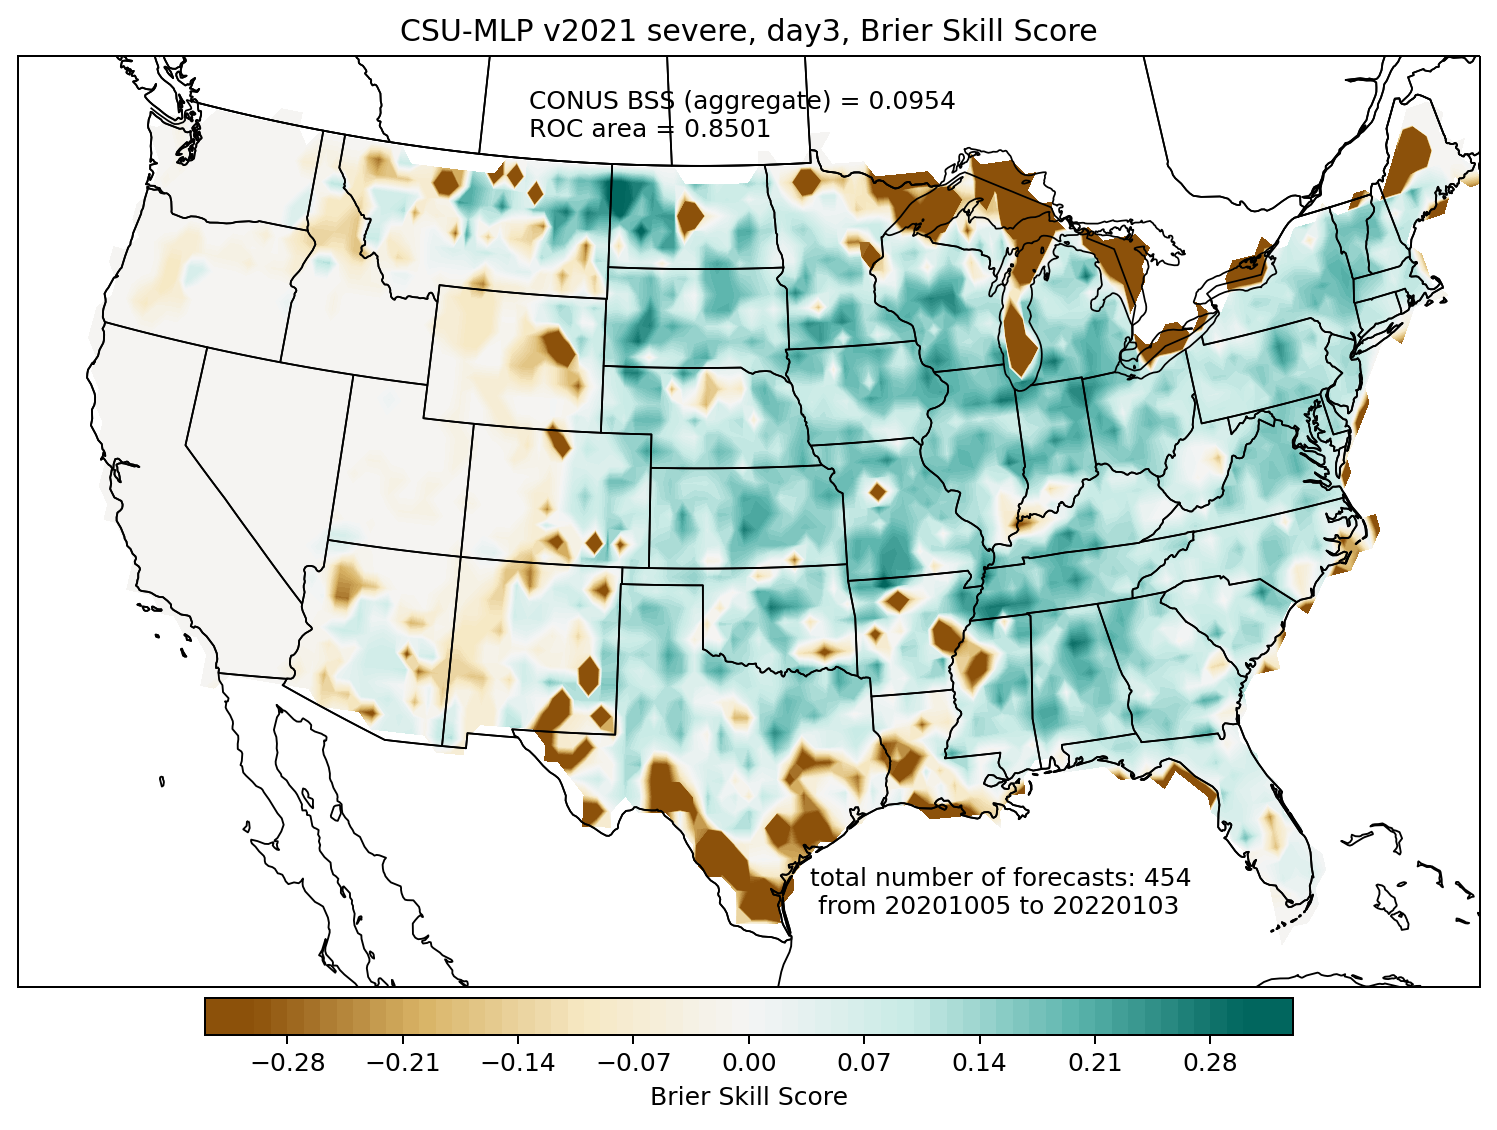 CSU-MLP v2021 severe, day3, Brier Skill Score
CONUS BSS (aggregate) = 0.0954
ROC area = 0.8501
total number of forecasts: 454
from 20201005 to 20220103
−0.28 −0.21 −0.14 −0.07 0.00 0.07 0.14 0.21 0.28
Brier Skill Score